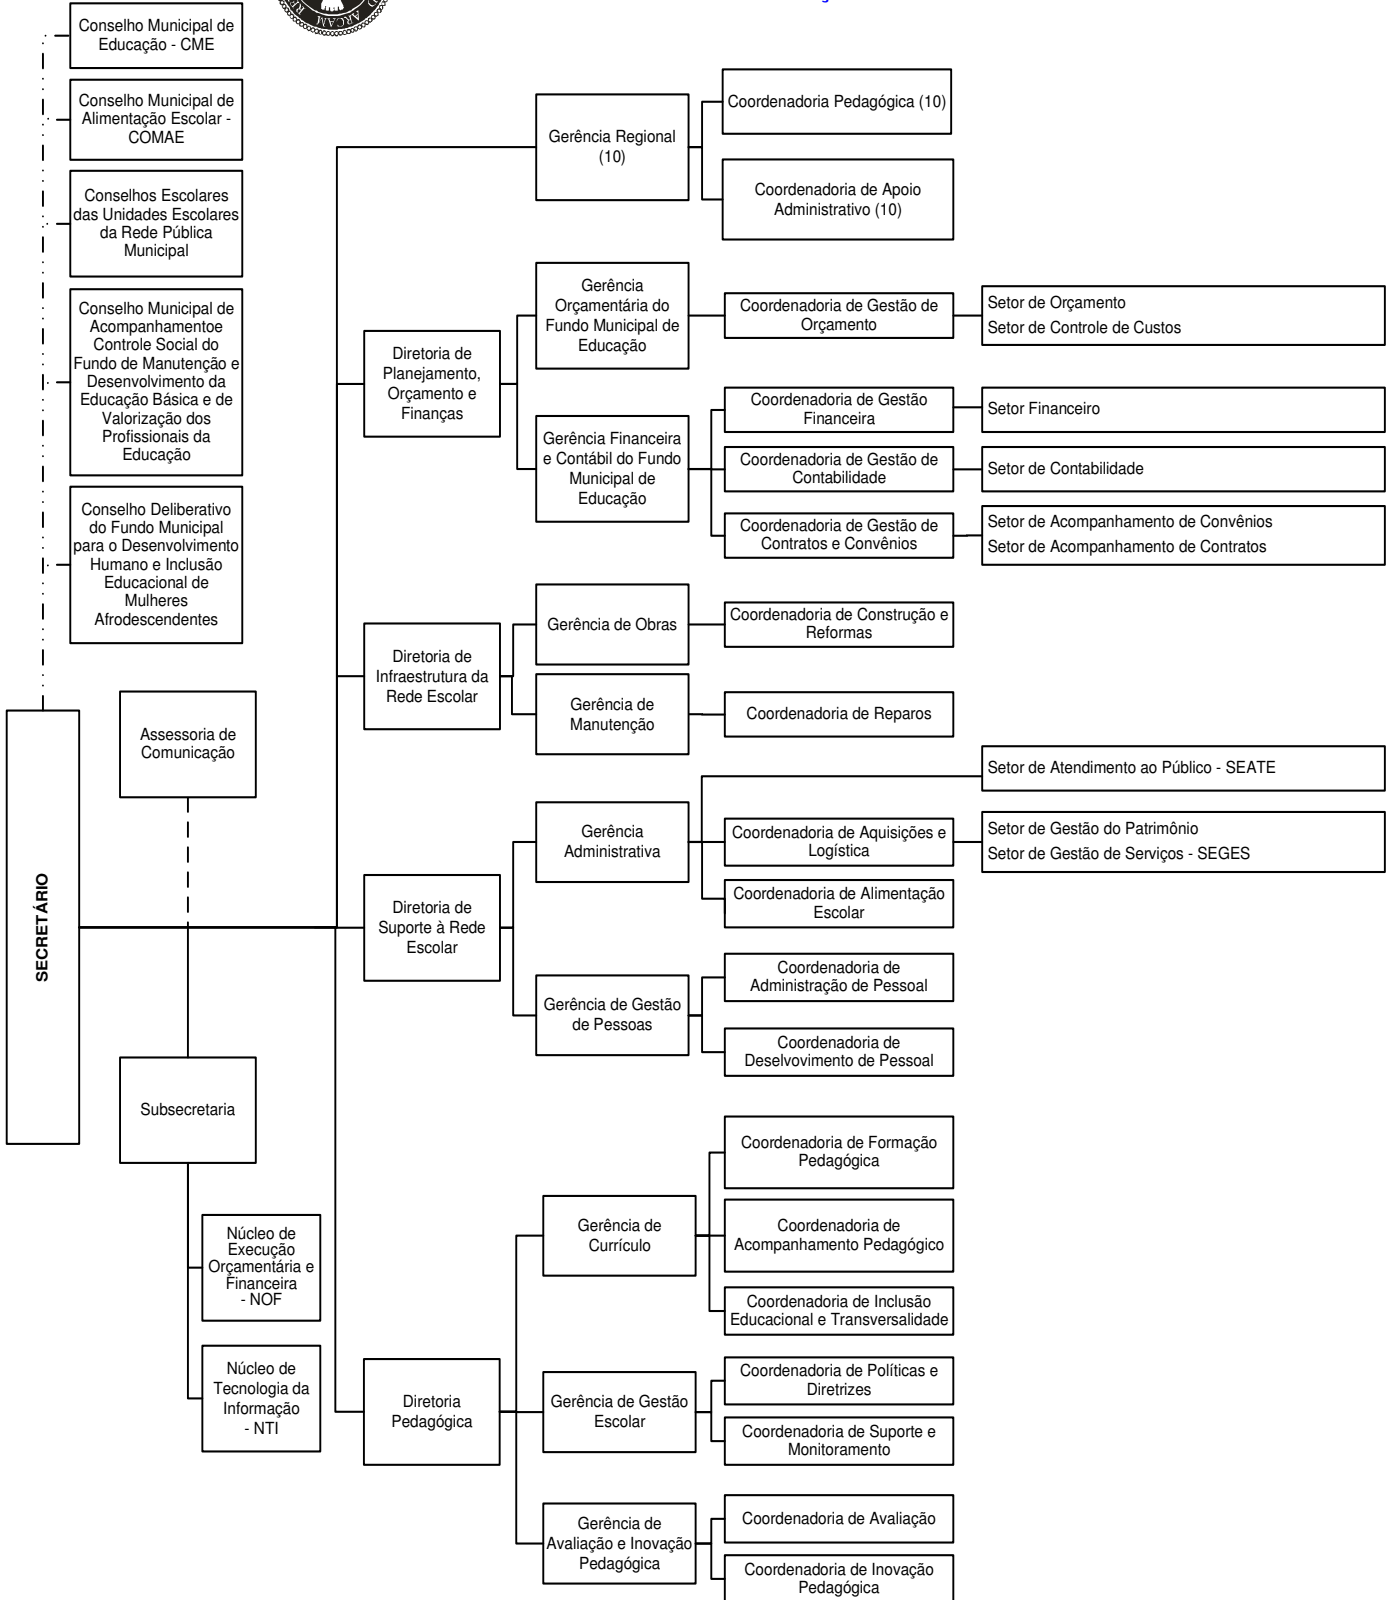 ARCAM
Conselho Municipal de
Educação - CME
Conselho Municipal de
Alimentação Escolar -
COMAE
Conselhos Escolares
das Unidades Escolares
da Rede Pública
Municipal
Conselho Municipal de
Acompanhamentoe
Controle Social do
Fundo de Manutenção e
Desenvolvimento da
Educação Básica e de
Valorização dos
Profissionais da
Educação
Conselho Deliberativo
do Fundo Municipal
para o Desenvolvimento
Humano e Inclusão
Educacional de
Mulheres
Afrodescendentes
SECRETÁRIO
Assessoria de
Comunicação
Subsecretaria
Núcleo de
Execução
Orçamentária e
Financeira
- NOF
Núcleo de
Tecnologia da
Informação
- NTI
Gerência Regional
(10)
Coordenadoria Pedagógica (10)
Coordenadoria de Apoio
Administrativo (10)
Diretoria de
Planejamento,
Orçamento e
Finanças
Gerência
Orçamentária do
Fundo Municipal de
Educação
Coordenadoria de Gestão de
Orçamento
Setor de Orçamento
Setor de Controle de Custos
Gerência Financeira
e Contábil do Fundo
Municipal de
Educação
Coordenadoria de Gestão
Financeira
Setor Financeiro
Coordenadoria de Gestão de
Contabilidade
Setor de Contabilidade
Coordenadoria de Gestão de
Contratos e Convênios
Setor de Acompanhamento de Convênios
Setor de Acompanhamento de Contratos
Diretoria de
Infraestrutura da
Rede Escolar
Gerência de Obras
Coordenadoria de Construção e
Reformas
Gerência de
Manutenção
Coordenadoria de Reparos
Diretoria de
Suporte à Rede
Escolar
Gerência
Administrativa
Setor de Atendimento ao Público - SEATE
Coordenadoria de Aquisições e
Logística
Setor de Gestão do Patrimônio
Setor de Gestão de Serviços - SEGES
Coordenadoria de Alimentação
Escolar
Gerência de Gestão
de Pessoas
Coordenadoria de
Administração de Pessoal
Coordenadoria de
Deselvovimento de Pessoal
Diretoria
Pedagógica
Gerência de
Currículo
Coordenadoria de Formação
Pedagógica
Coordenadoria de
Acompanhamento Pedagógico
Coordenadoria de Inclusão
Educacional e Transversalidade
Gerência de Gestão
Escolar
Coordenadoria de Políticas e
Diretrizes
Coordenadoria de Suporte e
Monitoramento
Gerência de
Avaliação e Inovação
Pedagógica
Coordenadoria de Avaliação
Coordenadoria de Inovação
Pedagógica